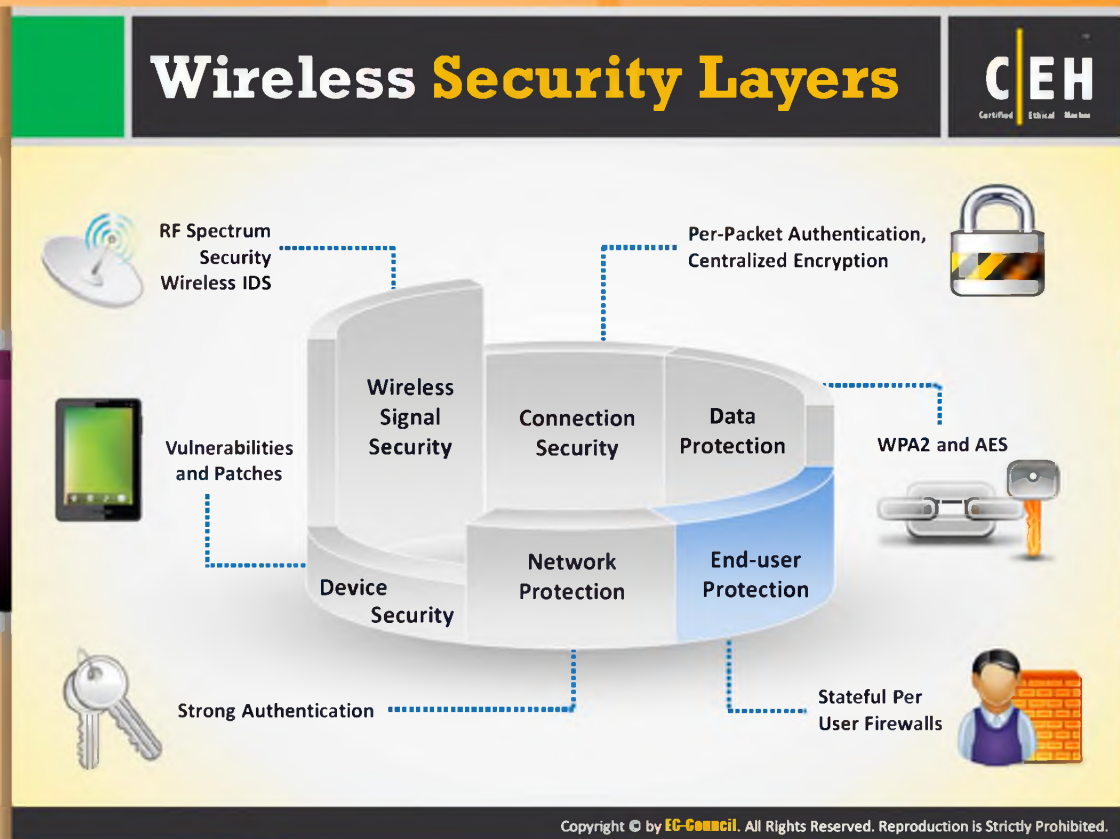 Wireless Security Layers
C EH
Certified Ethical
RF Spectrum
Security
Wireless IDS
Per-Packet Authentication,
Centralized Encryption
Wireless
Signal
Security
Connection
Security
Data
Protection
Vulnerabilities
and Patches
WPA2 and AES
Network
Protection
End-user
Protection
Device
Security
Strong Authentication
Stateful Per
User Firewalls
Copyright © by EC-Council. All Rights Reserved. Reproduction is Strictly Prohibited.